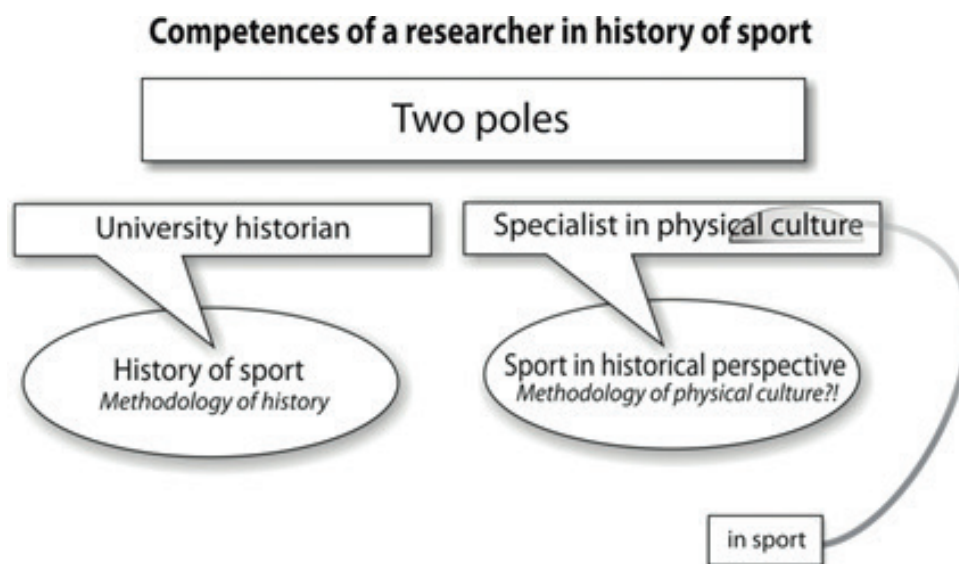 Competences of a researcher in history of sport
Two poles
University historian
Specialist in physical culture
History of sport
Methodology of history
Sport in historical perspective
Methodology of physical culture?!
in sport